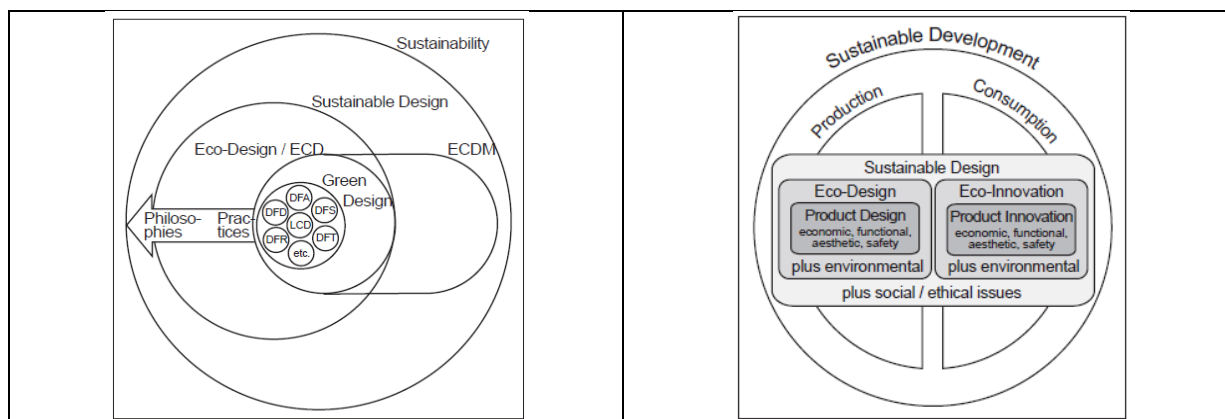 Sustainability
Sustainable Design
Eco-Design / ECD
ECDM
Green
Design
DFA
DFD
DFS
LCD
DFR
DFT
etc.
Philoso-
phies
Prac-
tices
Sustainable Development
Production
Consumption
Sustainable Design
Eco-Design
Product Design
economic, functional,
aesthetic, safety
plus environmental
Eco-Innovation
Product Innovation
economic, functional,
aesthetic, safety
plus environmental
plus social / ethical issues